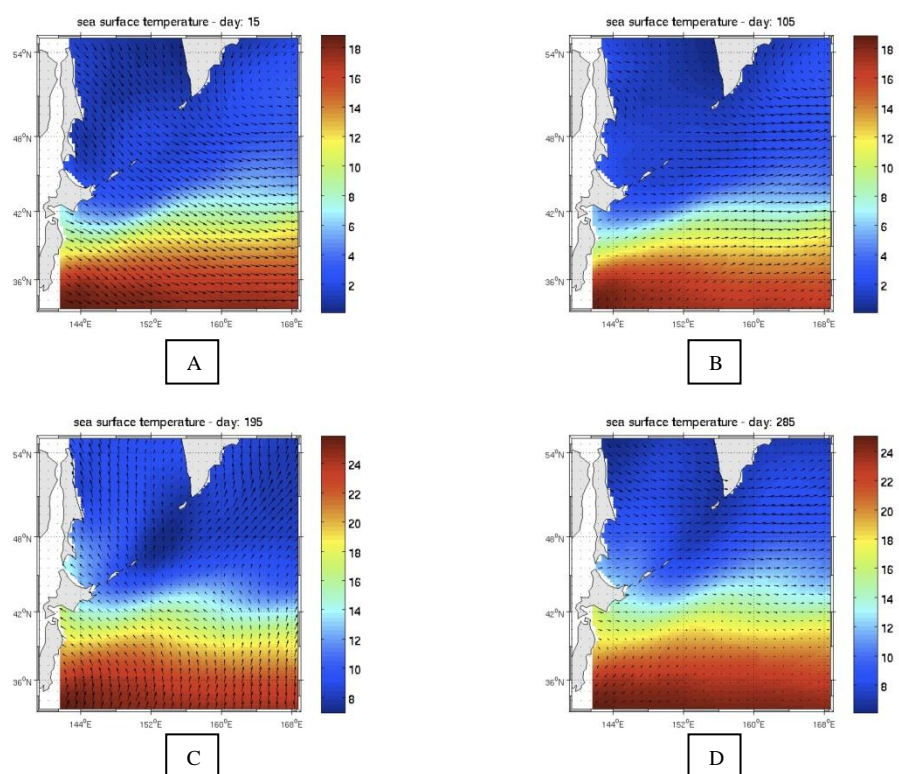 sea surface temperature - day: 15
54°N
48°N
42°N
36°N
144°E 152°E 160°E 168°E
18
16
14
12
10
8
6
4
2
A
sea surface temperature - day: 105
54°N
48°N
42°N
36°N
144°E 152°E 160°E 168°E
18
16
14
12
10
8
6
4
2
B
sea surface temperature - day: 195
54°N
48°N
42°N
36°N
144°E 152°E 160°E 168°E
24
22
20
18
16
14
12
10
8
C
sea surface temperature - day: 285
54°N
48°N
42°N
36°N
144°E 152°E 160°E 168°E
24
22
20
18
16
14
12
10
8
D